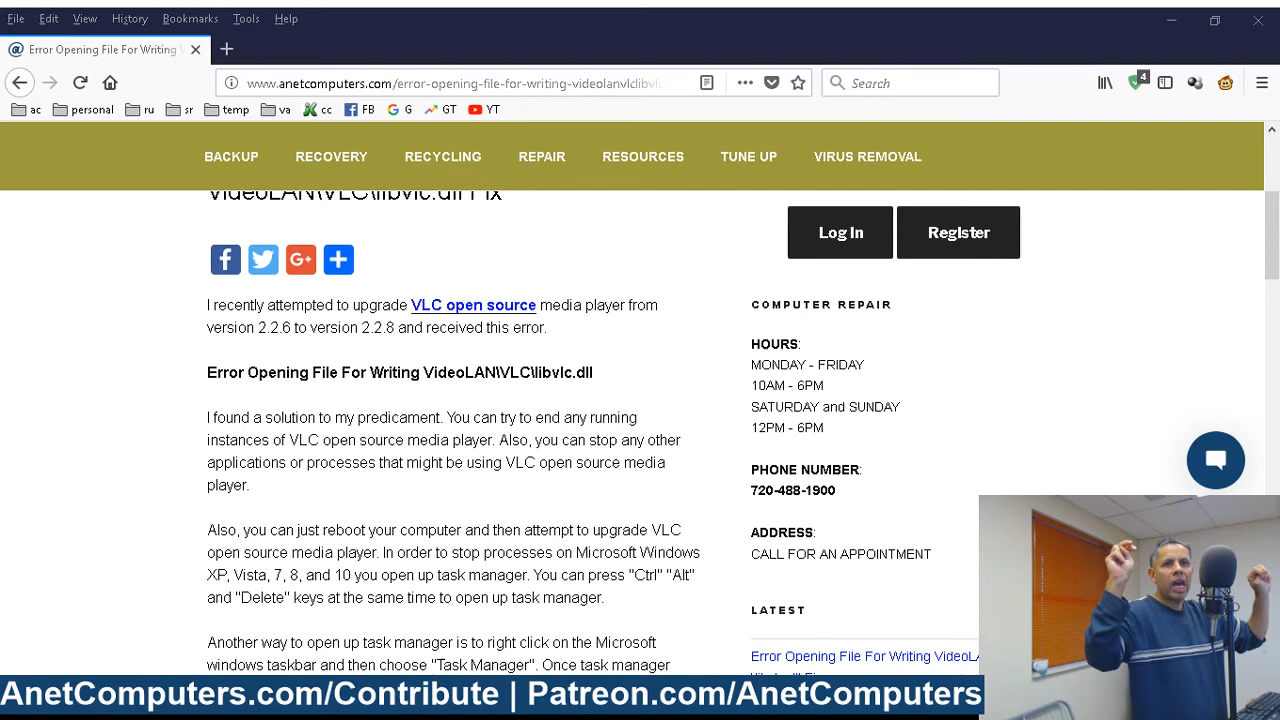 File Edit View History Bookmarks Tools Help
Error Opening File For Writing V
www.anetcomputers.com/error-opening-file-for-writing-videolanvlclibvlc
Search
4
ac personal ru sr temp va cc FB G GT YT
BACKUP RECOVERY RECYCLING REPAIR RESOURCES TUNE UP VIRUS REMOVAL
VideoLAN\VLC\libvlc.dll Fix
Log In Register
I recently attempted to upgrade VLC open source media player from
version 2.2.6 to version 2.2.8 and received this error.
Error Opening File For Writing VideoLAN\VLC\libvlc.dll
I found a solution to my predicament. You can try to end any running
instances of VLC open source media player. Also, you can stop any other
applications or processes that might be using VLC open source media
player.
Also, you can just reboot your computer and then attempt to upgrade VLC
open source media player. In order to stop processes on Microsoft Windows
XP, Vista, 7, 8, and 10 you open up task manager. You can press "Ctrl" "Alt"
and "Delete" keys at the same time to open up task manager.
Another way to open up task manager is to right click on the Microsoft
windows taskbar and then choose "Task Manager". Once task manager
COMPUTER REPAIR
HOURS:
MONDAY - FRIDAY
10AM - 6PM
SATURDAY and SUNDAY
12PM - 6PM
PHONE NUMBER:
720-488-1900
ADDRESS:
CALL FOR AN APPOINTMENT
LATEST
Error Opening File For Writing VideoLA
AnetComputers.com/Contribute | Patreon.com/AnetComputers